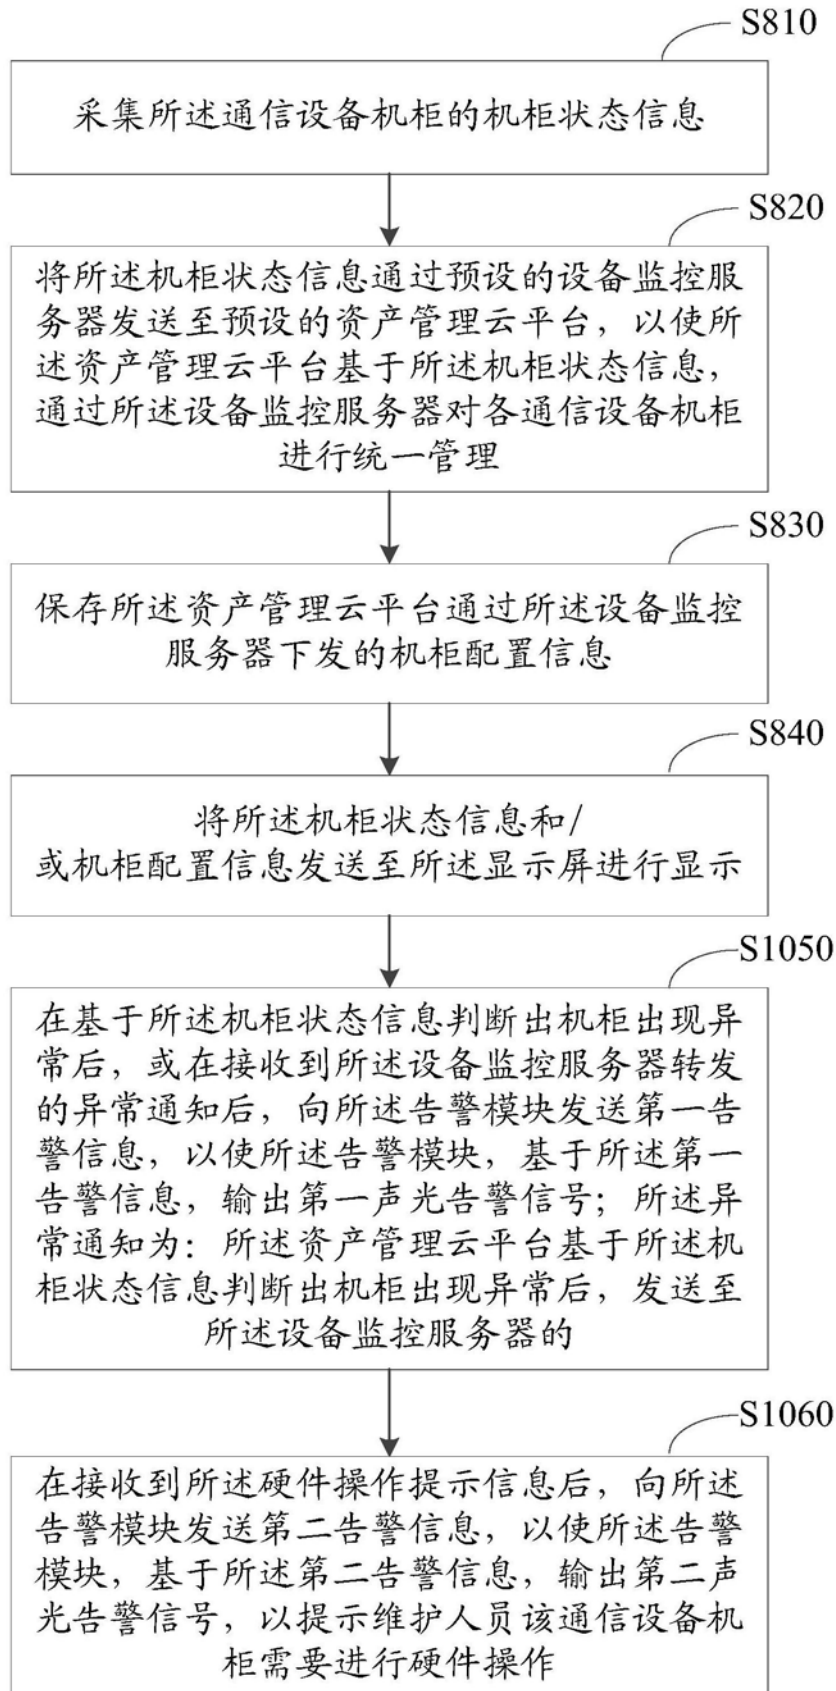 S810
采集所述通信设备机柜的机柜状态信息
S820
将所述机柜状态信息通过预设的设备监控服
务器发送至预设的资产管理云平台，以使所
述资产管理云平台基于所述机柜状态信息，
通过所述设备监控服务器对各通信设备机柜
进行统一管理
S830
保存所述资产管理云平台通过所述设备监控
服务器下发的机柜配置信息
S840
将所述机柜状态信息和/
或机柜配置信息发送至所述显示屏进行显示
S1050
在基于所述机柜状态信息判断出机柜出现异
常后，或在接收到所述设备监控服务器转发
的异常通知后，向所述告警模块发送第一告
警信息，以使所述告警模块，基于所述第一
告警信息，输出第一声光告警信号；所述异
常通知为：所述资产管理云平台基于所述机
柜状态信息判断出机柜出现异常后，发送至
所述设备监控服务器的
S1060
在接收到所述硬件操作提示信息后，向所述
告警模块发送第二告警信息，以使所述告警
模块，基于所述第二告警信息，输出第二声
光告警信号，以提示维护人员该通信设备机
柜需要进行硬件操作